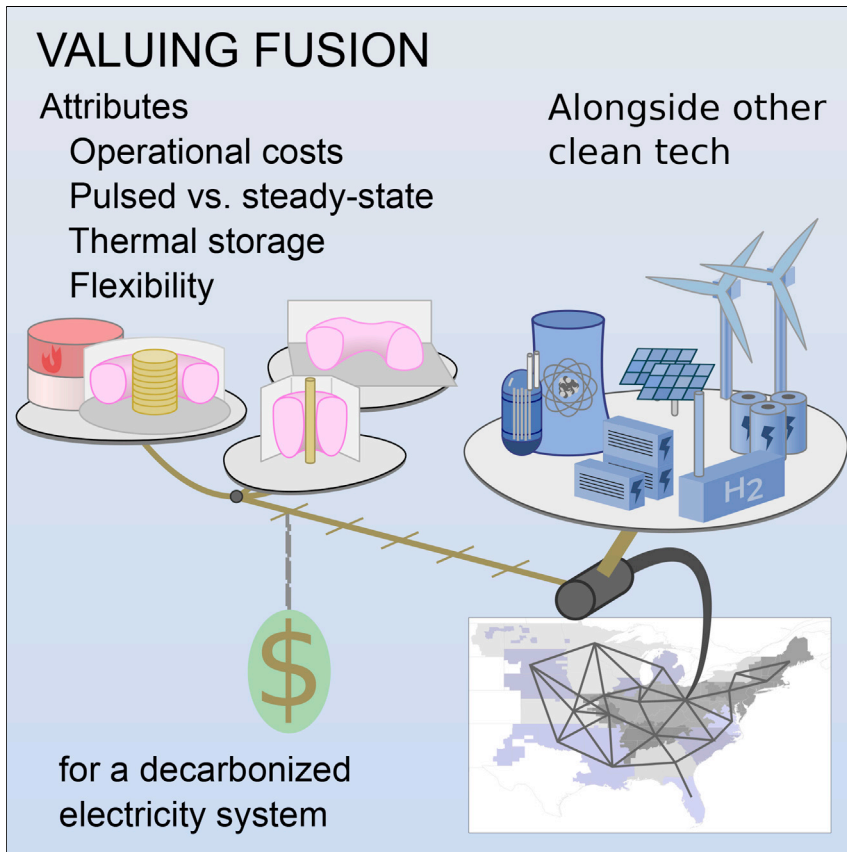 VALUING FUSION
Attributes
Operational costs
Pulsed vs. steady-state
Thermal storage
Flexibility
Alongside other
clean tech
H2
$
for a decarbonized
electricity system